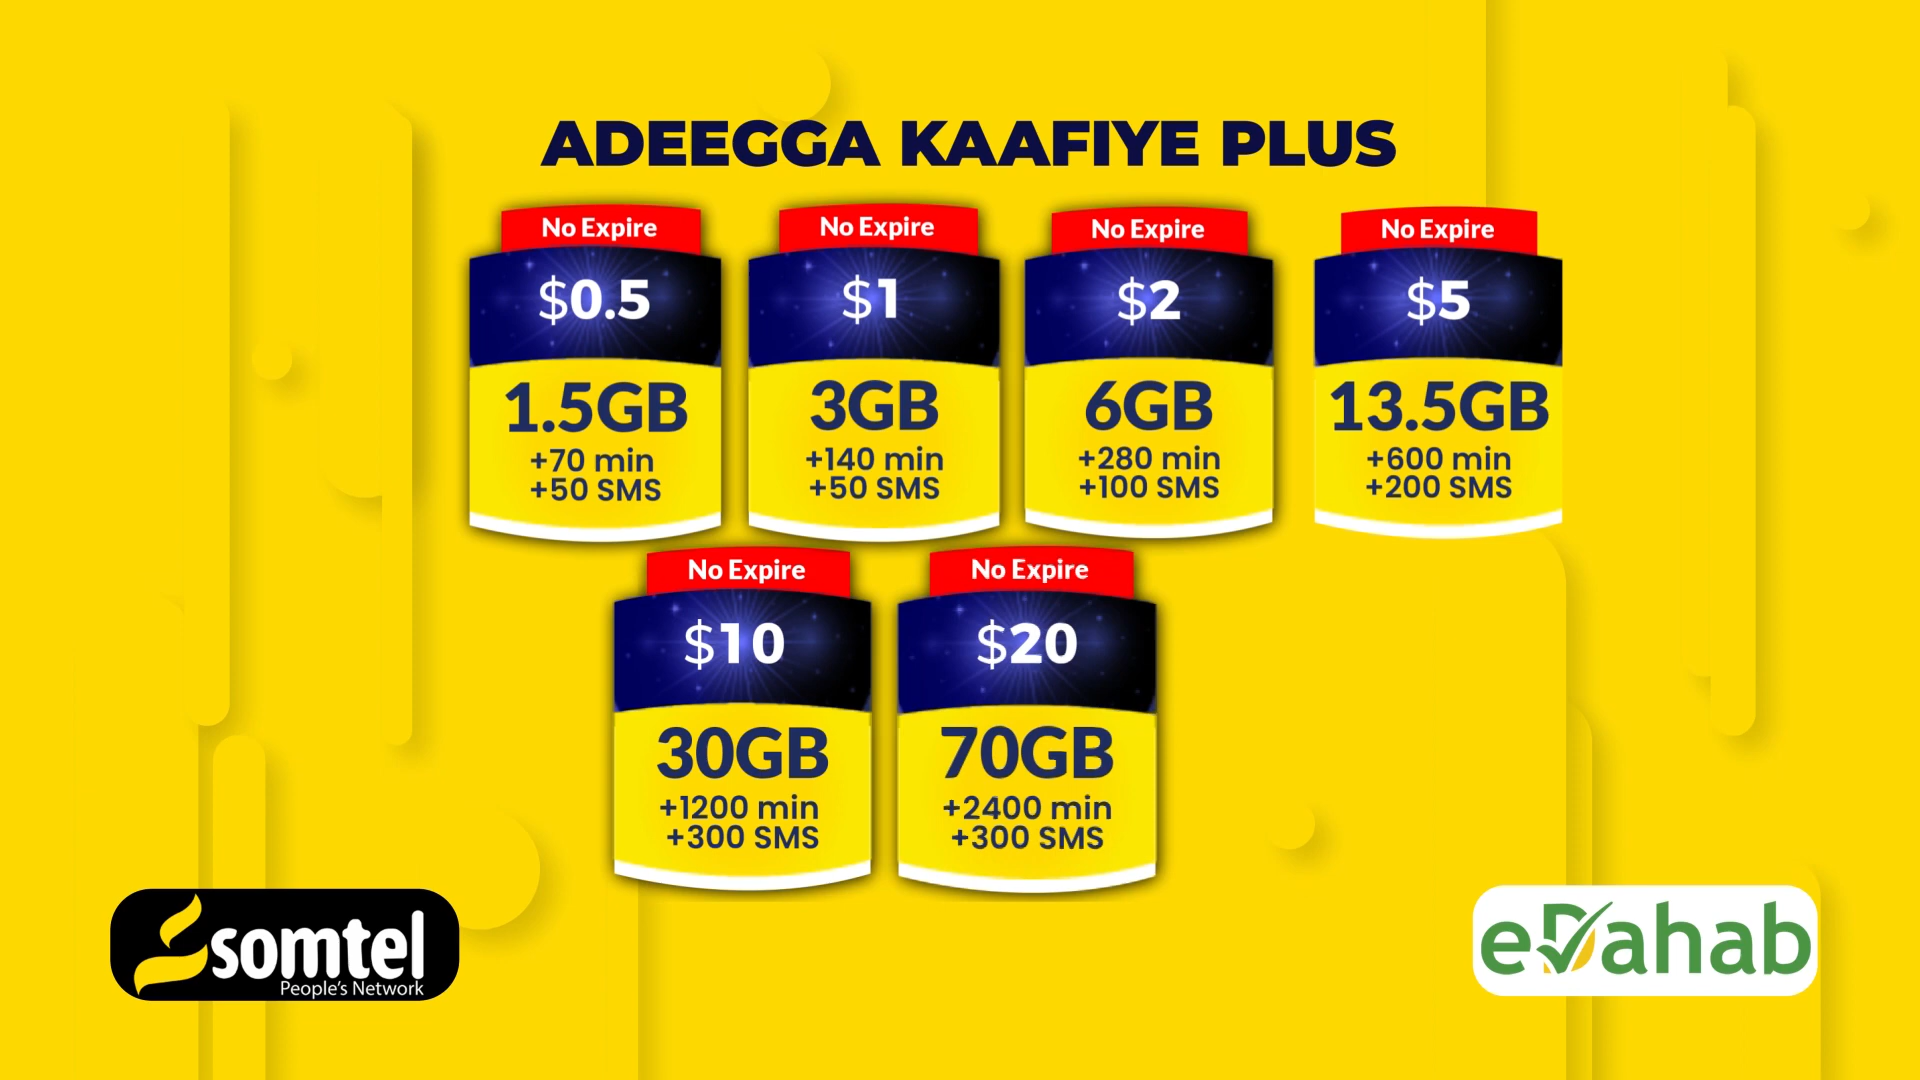 ADEEGGA KAAFIYE PLUS
No Expire
$0.5
1.5GB
+70 min
+50 SMS
No Expire
$1
3GB
+140 min
+50 SMS
No Expire
$2
6GB
+280 min
+100 SMS
No Expire
$5
13.5GB
+600 min
+200 SMS
No Expire
$10
30GB
+1200 min
+300 SMS
No Expire
$20
70GB
+2400 min
+300 SMS
somtel
People's Network
eDahab